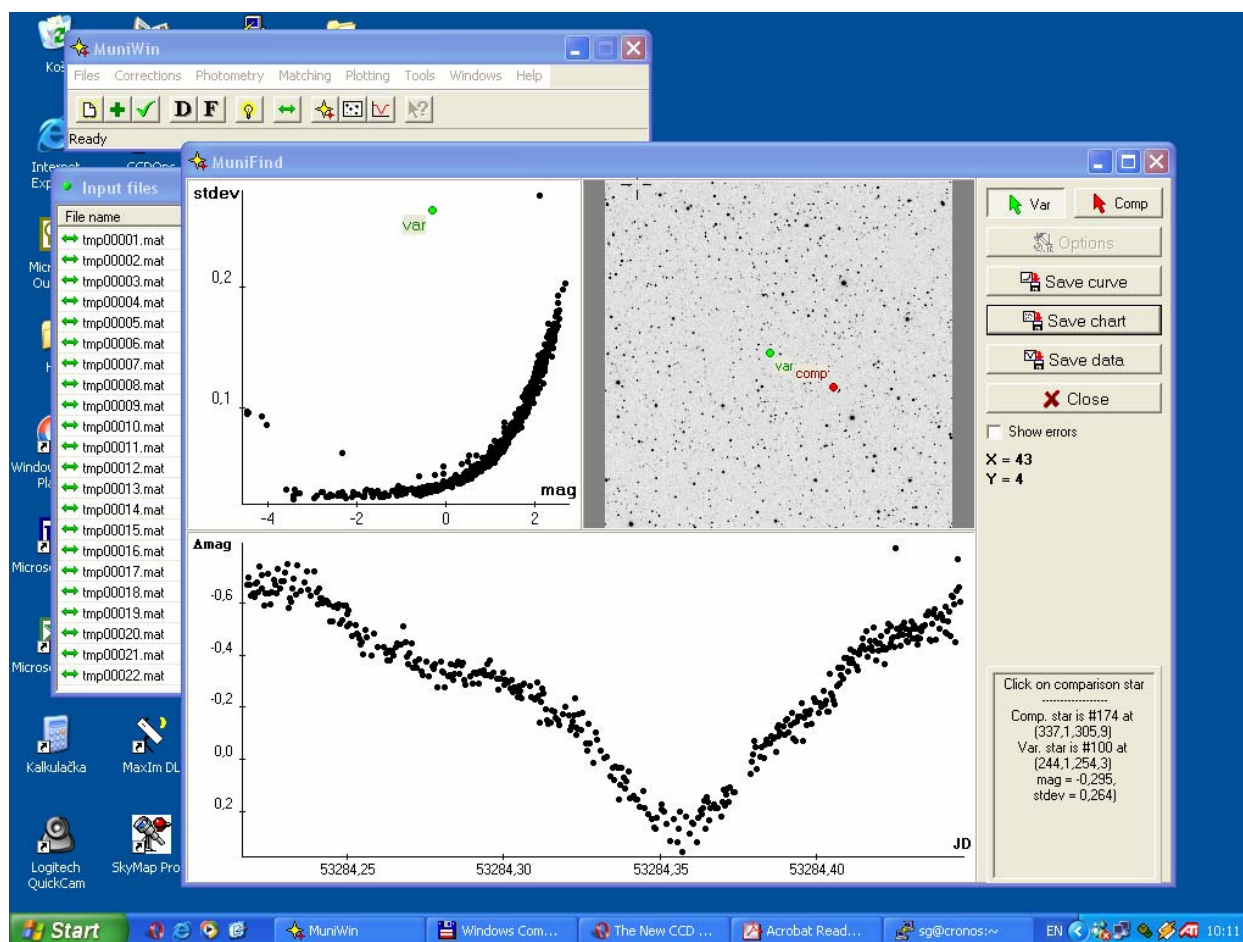 MuniWin
Files Corrections Photometry Matching Plotting Tools Windows Help
D F
Ready
MuniFind
Input files
File name
tmp00001.mat
tmp00002.mat
tmp00003.mat
tmp00004.mat
tmp00005.mat
tmp00006.mat
tmp00007.mat
tmp00008.mat
tmp00009.mat
tmp00010.mat
tmp00011.mat
tmp00012.mat
tmp00013.mat
tmp00014.mat
tmp00015.mat
tmp00016.mat
tmp00017.mat
tmp00018.mat
tmp00019.mat
tmp00020.mat
tmp00021.mat
tmp00022.mat
stdev
var
0,2
0,1
mag
-4 -2 0 2
var
comp
Var Comp
Options
Save curve
Save chart
Save data
Close
Show errors
X = 43
Y = 4
Δmag
-0,6
-0,4
-0,2
0,0
0,2
JD
53284,25 53284,30 53284,35 53284,40
Click on comparison star
------------------
Comp. star is #174 at
(337,1,305,9)
Var. star is #100 at
(244,1,254,3)
mag = -0,295,
stdev = 0,264)
Kalkulačka
MaxIm DL
Logitech
QuickCam
SkyMap Pro
Start
MuniWin
Windows Com...
The New CCD ...
Acrobat Read...
sg@cronos:~
EN
10:11